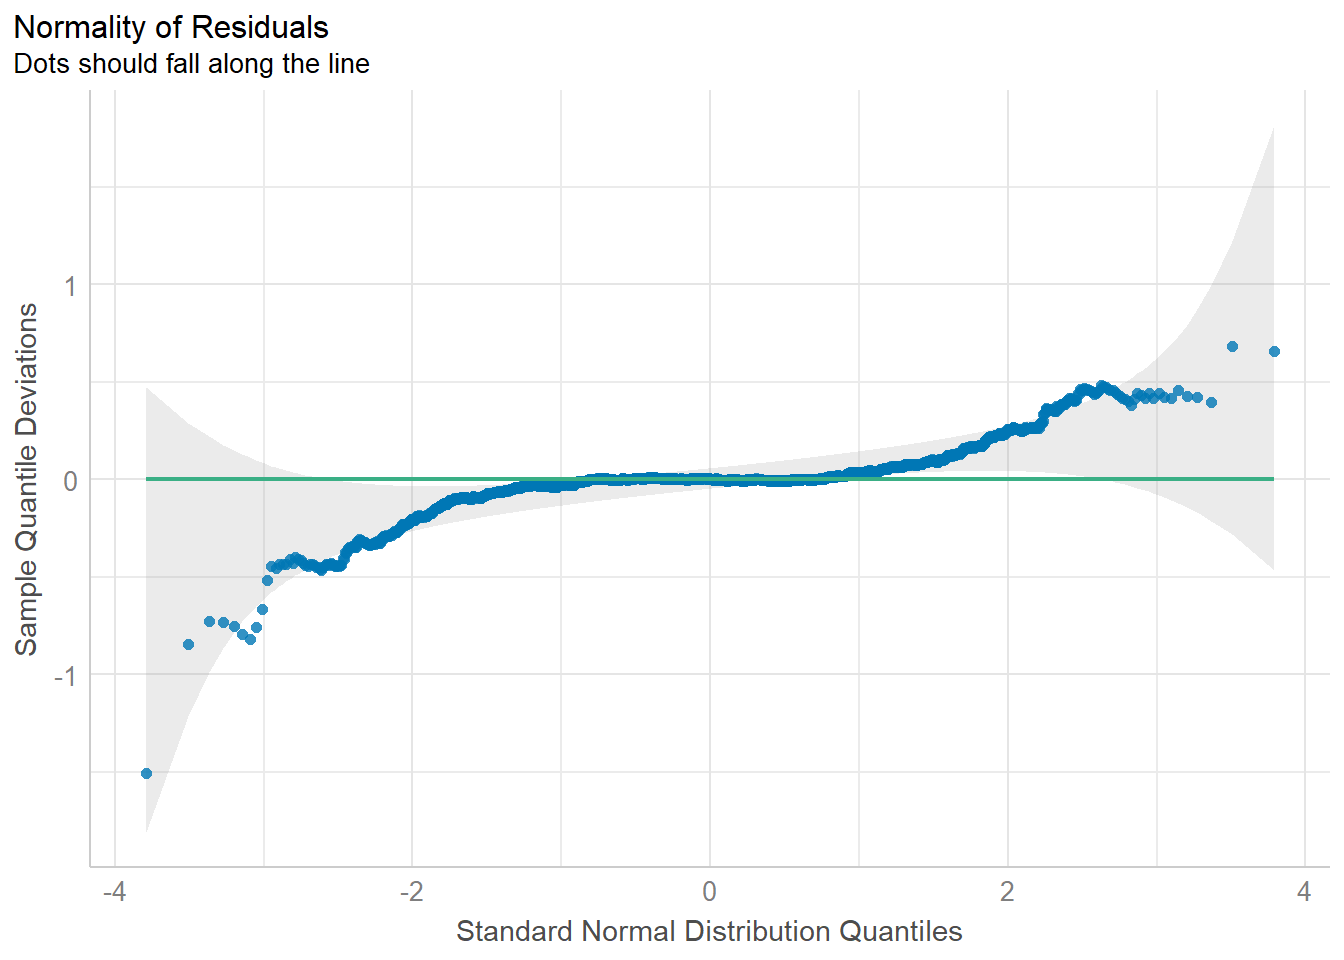 Normality of Residuals
Dots should fall along the line
Sample Quantile Deviations
1
0
-1
-4
-2
0
2
4
Standard Normal Distribution Quantiles